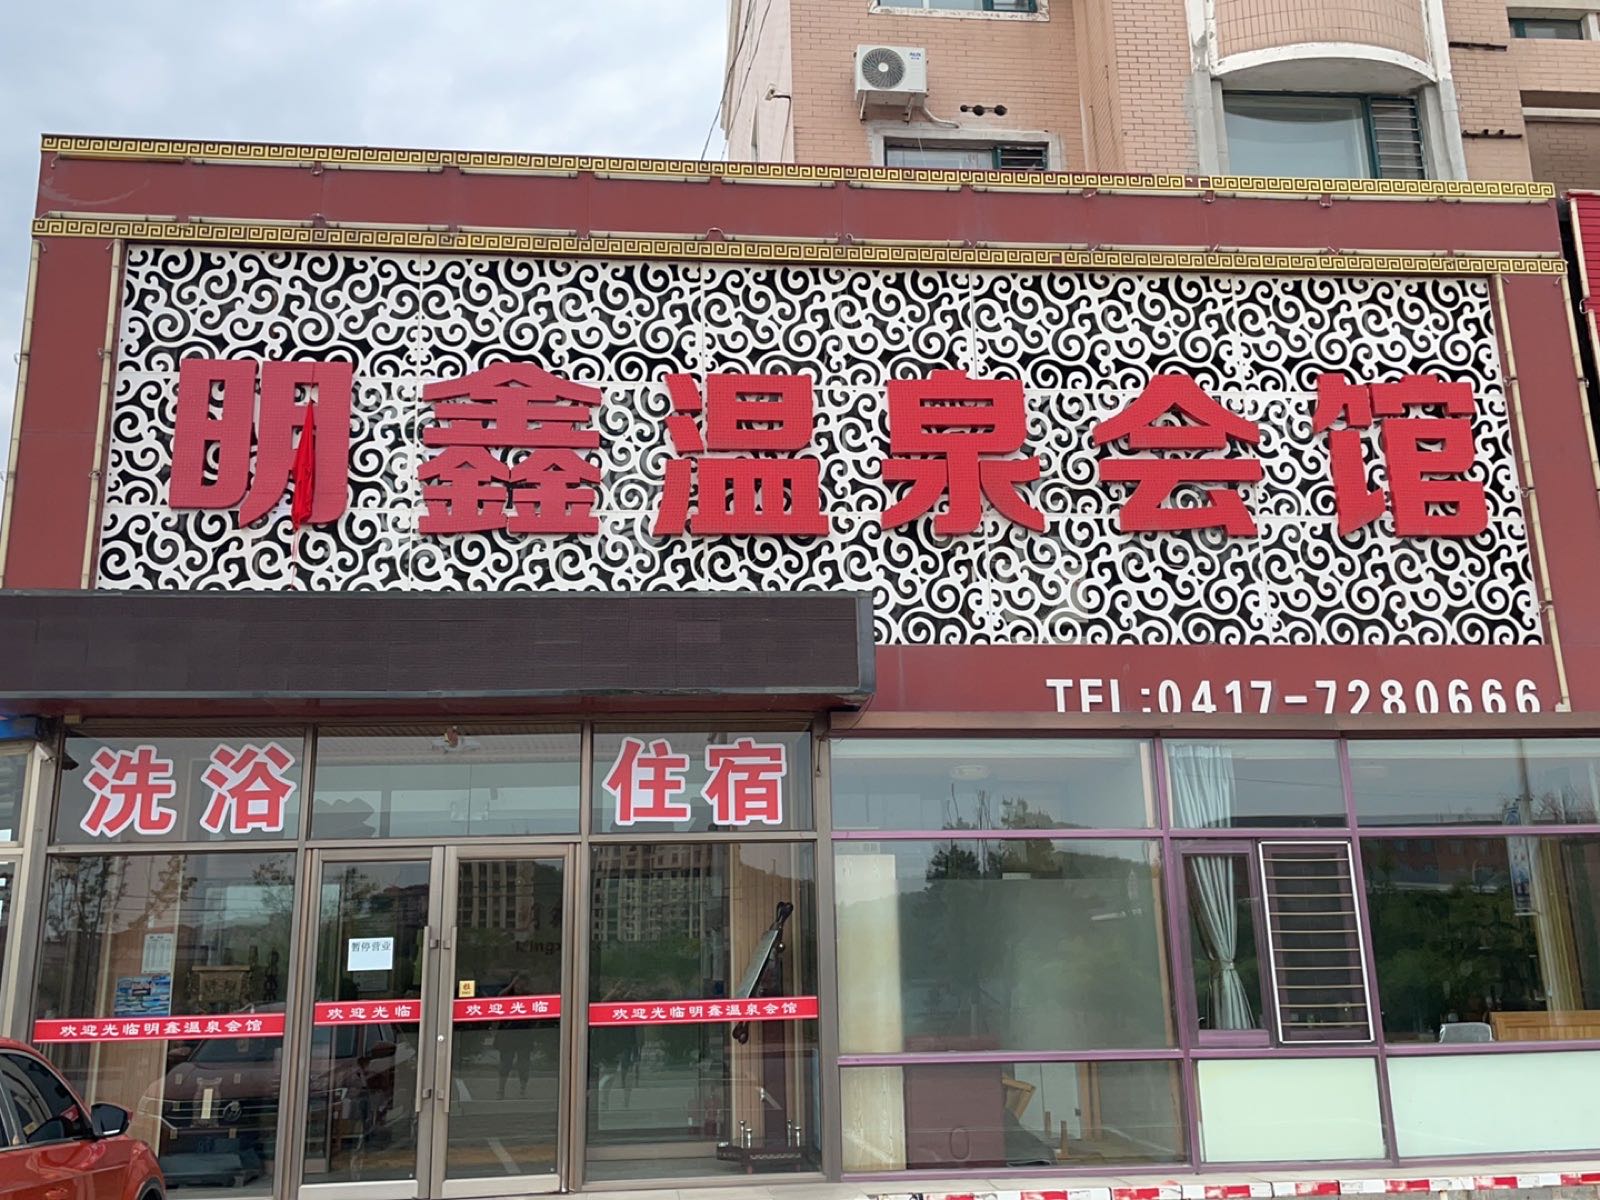 明鑫温泉会馆
TEL:0417-7280666
洗浴
住宿
暂停营业
欢迎光临明鑫温泉会馆
欢迎光临
拉
欢迎光临
欢迎光临明鑫温泉会馆